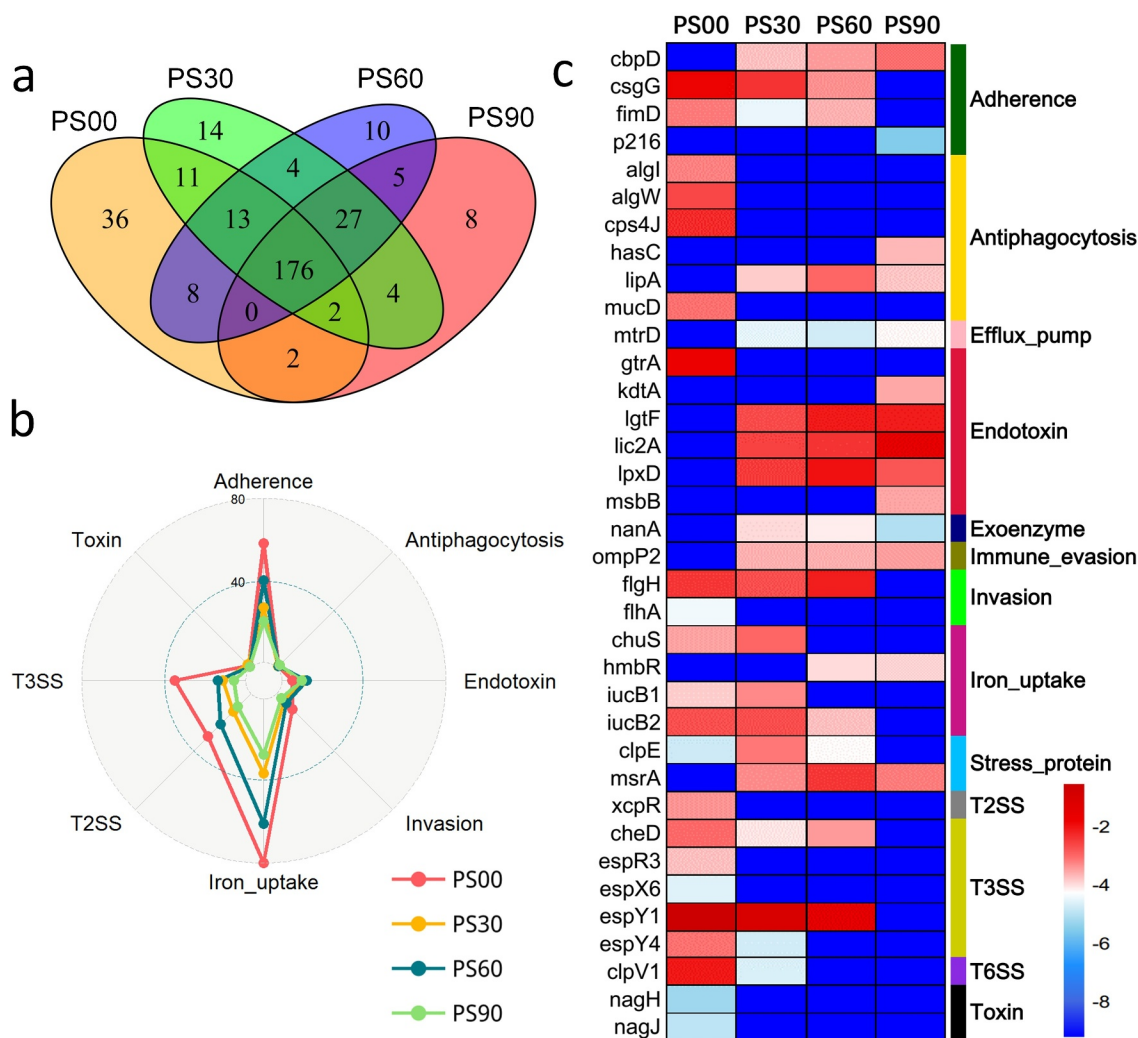 a
PS00
PS30
PS60
PS90
14
10
11
4
5
36
13
27
8
176
8
0
2
4
2
b
Adherence
80
Toxin
Antiphagocytosis
40
T3SS
Endotoxin
T2SS
Invasion
Iron_uptake
PS00
PS30
PS60
PS90
c
PS00 PS30 PS60 PS90
cbpD
csgG
fimD
p216
algI
algW
cps4J
hasC
lipA
mucD
mtrD
gtrA
kdtA
lgtF
lic2A
lpxD
msbB
nanA
ompP2
flgH
flhA
chuS
hmbR
iucB1
iucB2
clpE
msrA
xcpR
cheD
espR3
espX6
espY1
espY4
clpV1
nagH
nagJ
Adherence
Antiphagocytosis
Efflux_pump
Endotoxin
Exoenzyme
Immune_evasion
Invasion
Iron_uptake
Stress_protein
T2SS
T3SS
T6SS
Toxin
-2
-4
-6
-8